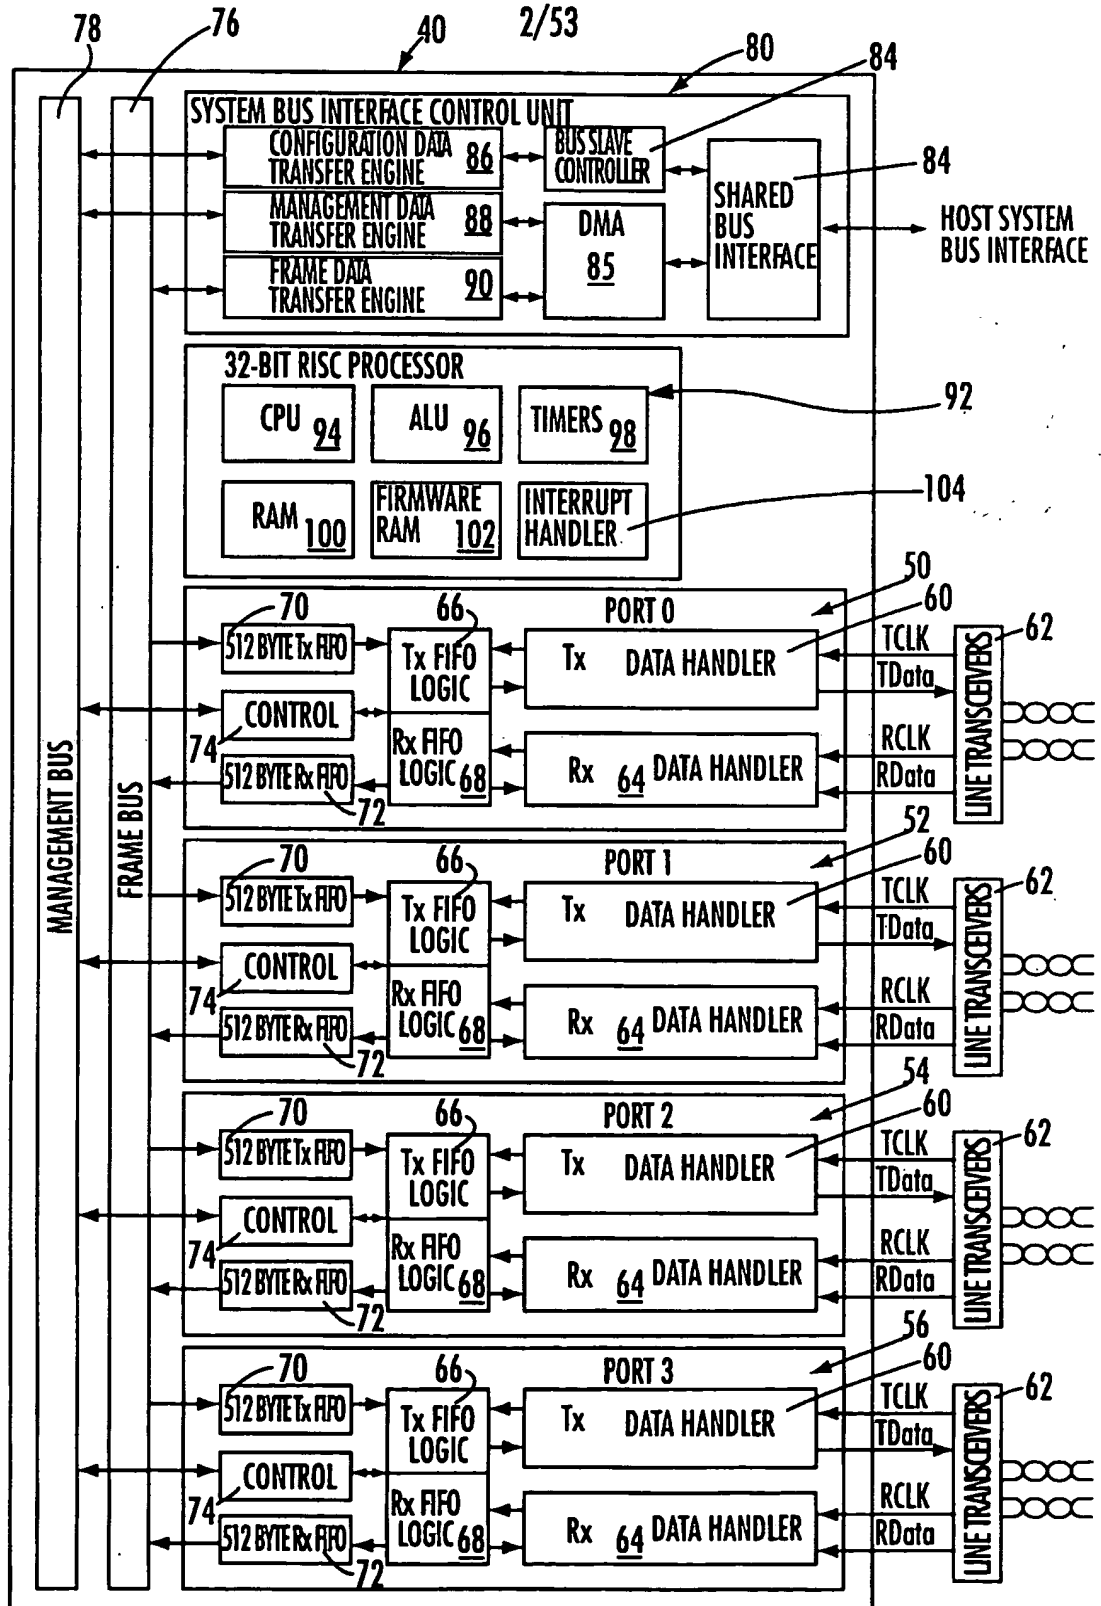 78
76
40
2/53
80
84
SYSTEM BUS INTERFACE CONTROL UNIT
CONFIGURATION DATA
TRANSFER ENGINE
86
BUS SLAVE
CONTROLLER
84
SHARED
BUS
INTERFACE
MANAGEMENT DATA
TRANSFER ENGINE
88
DMA
85
HOST SYSTEM
BUS INTERFACE
FRAME DATA
TRANSFER ENGINE
90
32-BIT RISC PROCESSOR
CPU 94
ALU 96
TIMERS 98
92
RAM 100
FIRMWARE
RAM 102
INTERRUPT
HANDLER
104
MANAGEMENT BUS
FRAME BUS
70
66
PORT 0
50
60
62
512 BYTE Tx FIFO
Tx FIFO
LOGIC
Tx DATA HANDLER
TCLK
TData
CONTROL
74
Rx FIFO
LOGIC 68
Rx 64 DATA HANDLER
RCLK
RData
LINE TRANSCEIVERS
512 BYTE Rx FIFO
72
70
66
PORT 1
52
60
62
512 BYTE Tx FIFO
Tx FIFO
LOGIC
Tx DATA HANDLER
TCLK
TData
CONTROL
74
Rx FIFO
LOGIC 68
Rx 64 DATA HANDLER
RCLK
RData
LINE TRANSCEIVERS
512 BYTE Rx FIFO
72
70
66
PORT 2
54
60
62
512 BYTE Tx FIFO
Tx FIFO
LOGIC
Tx DATA HANDLER
TCLK
TData
CONTROL
74
Rx FIFO
LOGIC 68
Rx 64 DATA HANDLER
RCLK
RData
LINE TRANSCEIVERS
512 BYTE Rx FIFO
72
70
66
PORT 3
56
60
62
512 BYTE Tx FIFO
Tx FIFO
LOGIC
Tx DATA HANDLER
TCLK
TData
CONTROL
74
Rx FIFO
LOGIC 68
Rx 64 DATA HANDLER
RCLK
RData
LINE TRANSCEIVERS
512 BYTE Rx FIFO
72